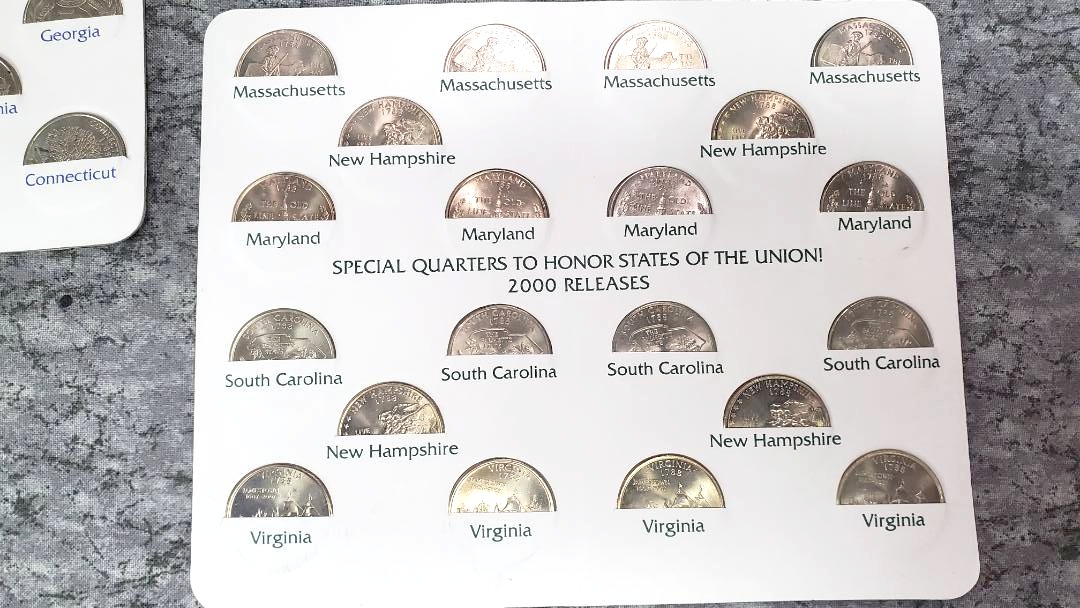 Georgia
Connecticut
Massachusetts Massachusetts Massachusetts Massachusetts
New Hampshire New Hampshire
Maryland Maryland Maryland Maryland
SPECIAL QUARTERS TO HONOR STATES OF THE UNION!
2000 RELEASES
South Carolina South Carolina South Carolina South Carolina
New Hampshire New Hampshire
Virginia Virginia Virginia Virginia